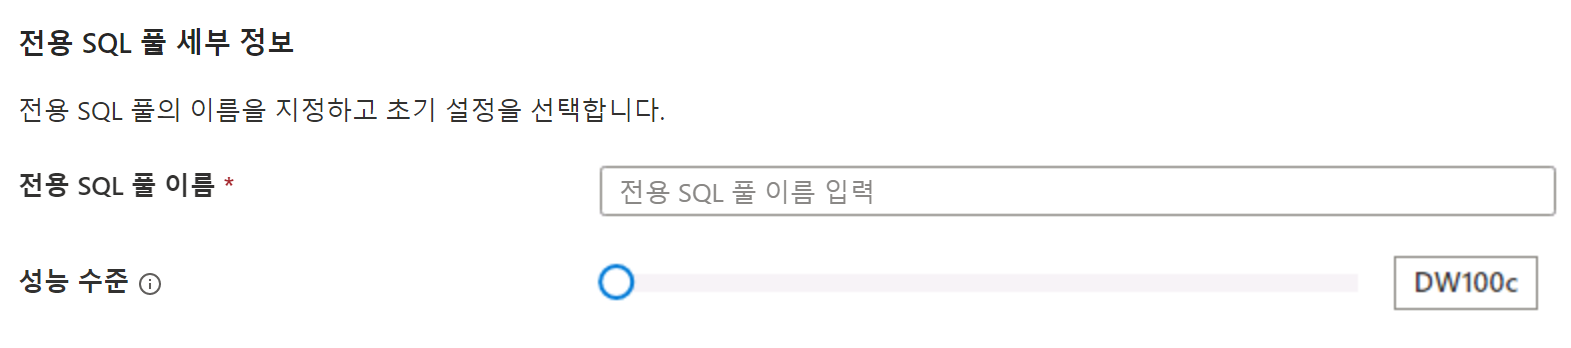 전용 SQL 풀 세부 정보
전용 SQL 풀의 이름을 지정하고 초기 설정을 선택합니다.
전용 SQL 풀 이름 *
전용 SQL 풀 이름 입력
성능 수준
DW100c